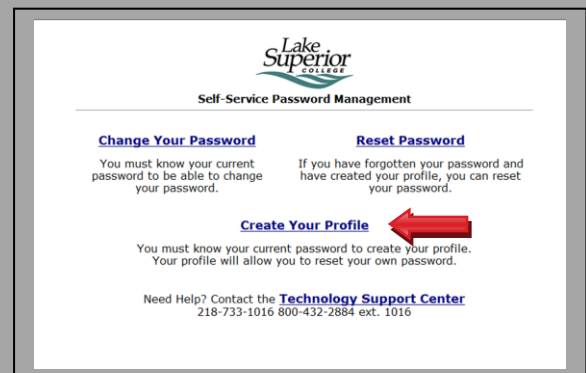 Lake
Superior
COLLEGE
Self-Service Password Management
Change Your Password
You must know your current
password to be able to change
your password.
Reset Password
If you have forgotten your password and
have created your profile, you can reset
your password.
Create Your Profile
You must know your current password to create your profile.
Your profile will allow you to reset your own password.
Need Help? Contact the Technology Support Center
218-733-1016 800-432-2884 ext. 1016